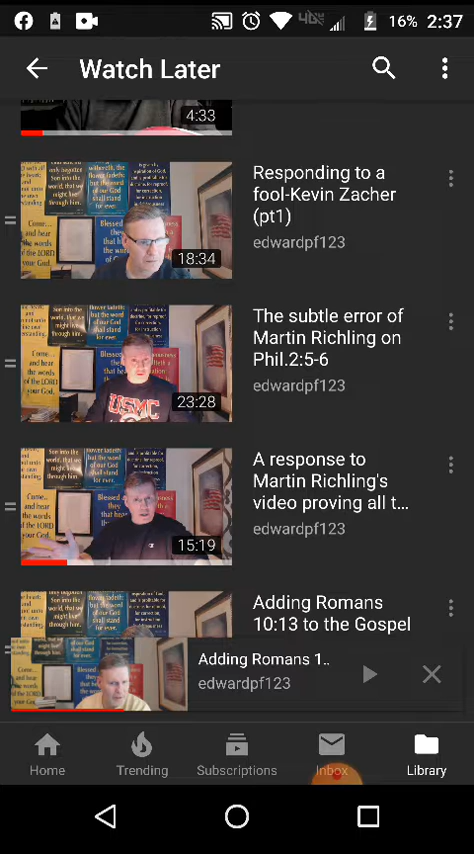 16% 2:37
Watch Later
4:33
Responding to a
fool-Kevin Zacher
(pt1)
edwardpf123
18:34
The subtle error of
Martin Richling on
Phil.2:5-6
edwardpf123
USMC
23:28
A response to
Martin Richling's
video proving all t...
edwardpf123
15:19
Adding Romans
10:13 to the Gospel
Adding Romans 1..
edwardpf123
Home
Trending
Subscriptions
Inbox
Library